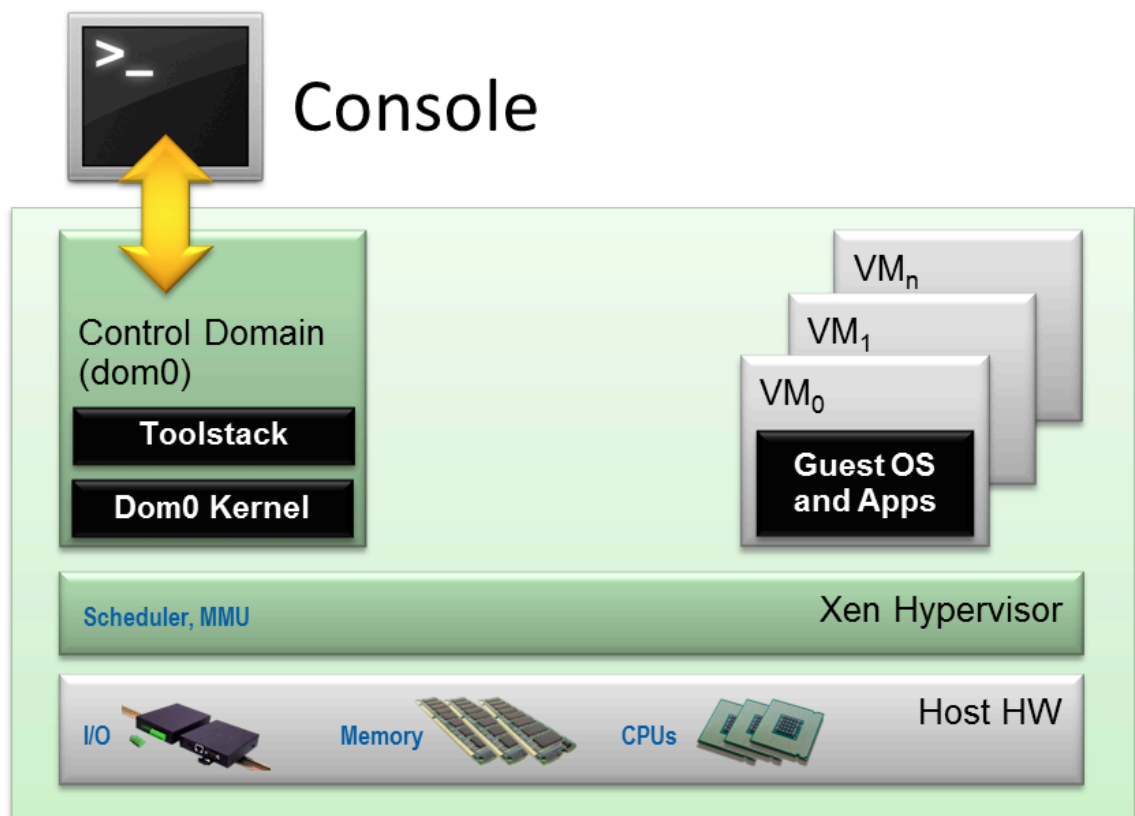 >_
Console
Control Domain
(dom0)
Toolstack
Dom0 Kernel
VMn
VM1
VM0
Guest OS
and Apps
Scheduler, MMU
Xen Hypervisor
I/O
Memory
CPUs
Host HW